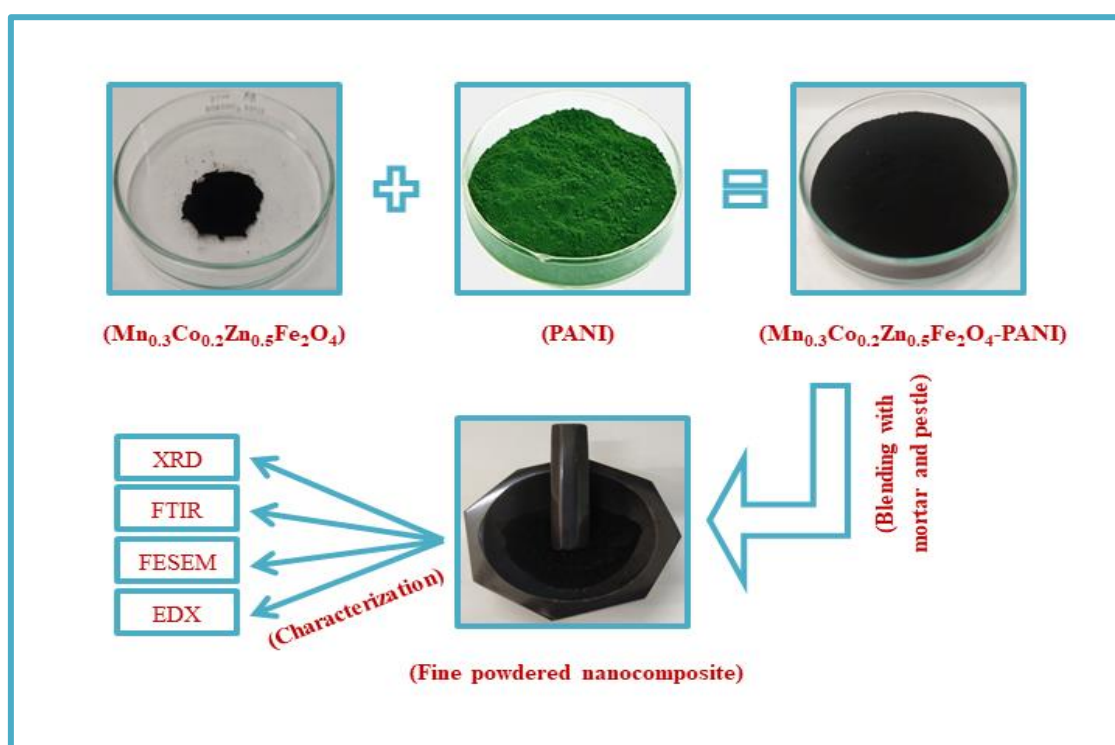 (Mn₀.₃Co₀.₂Zn₀.₅Fe₂O₄)
(PANI)
(Mn₀.₃Co₀.₂Zn₀.₅Fe₂O₄-PANI)
(Blending with
mortar and pestle)
XRD
FTIR
FESEM
EDX
(Characterization)
(Fine powdered nanocomposite)